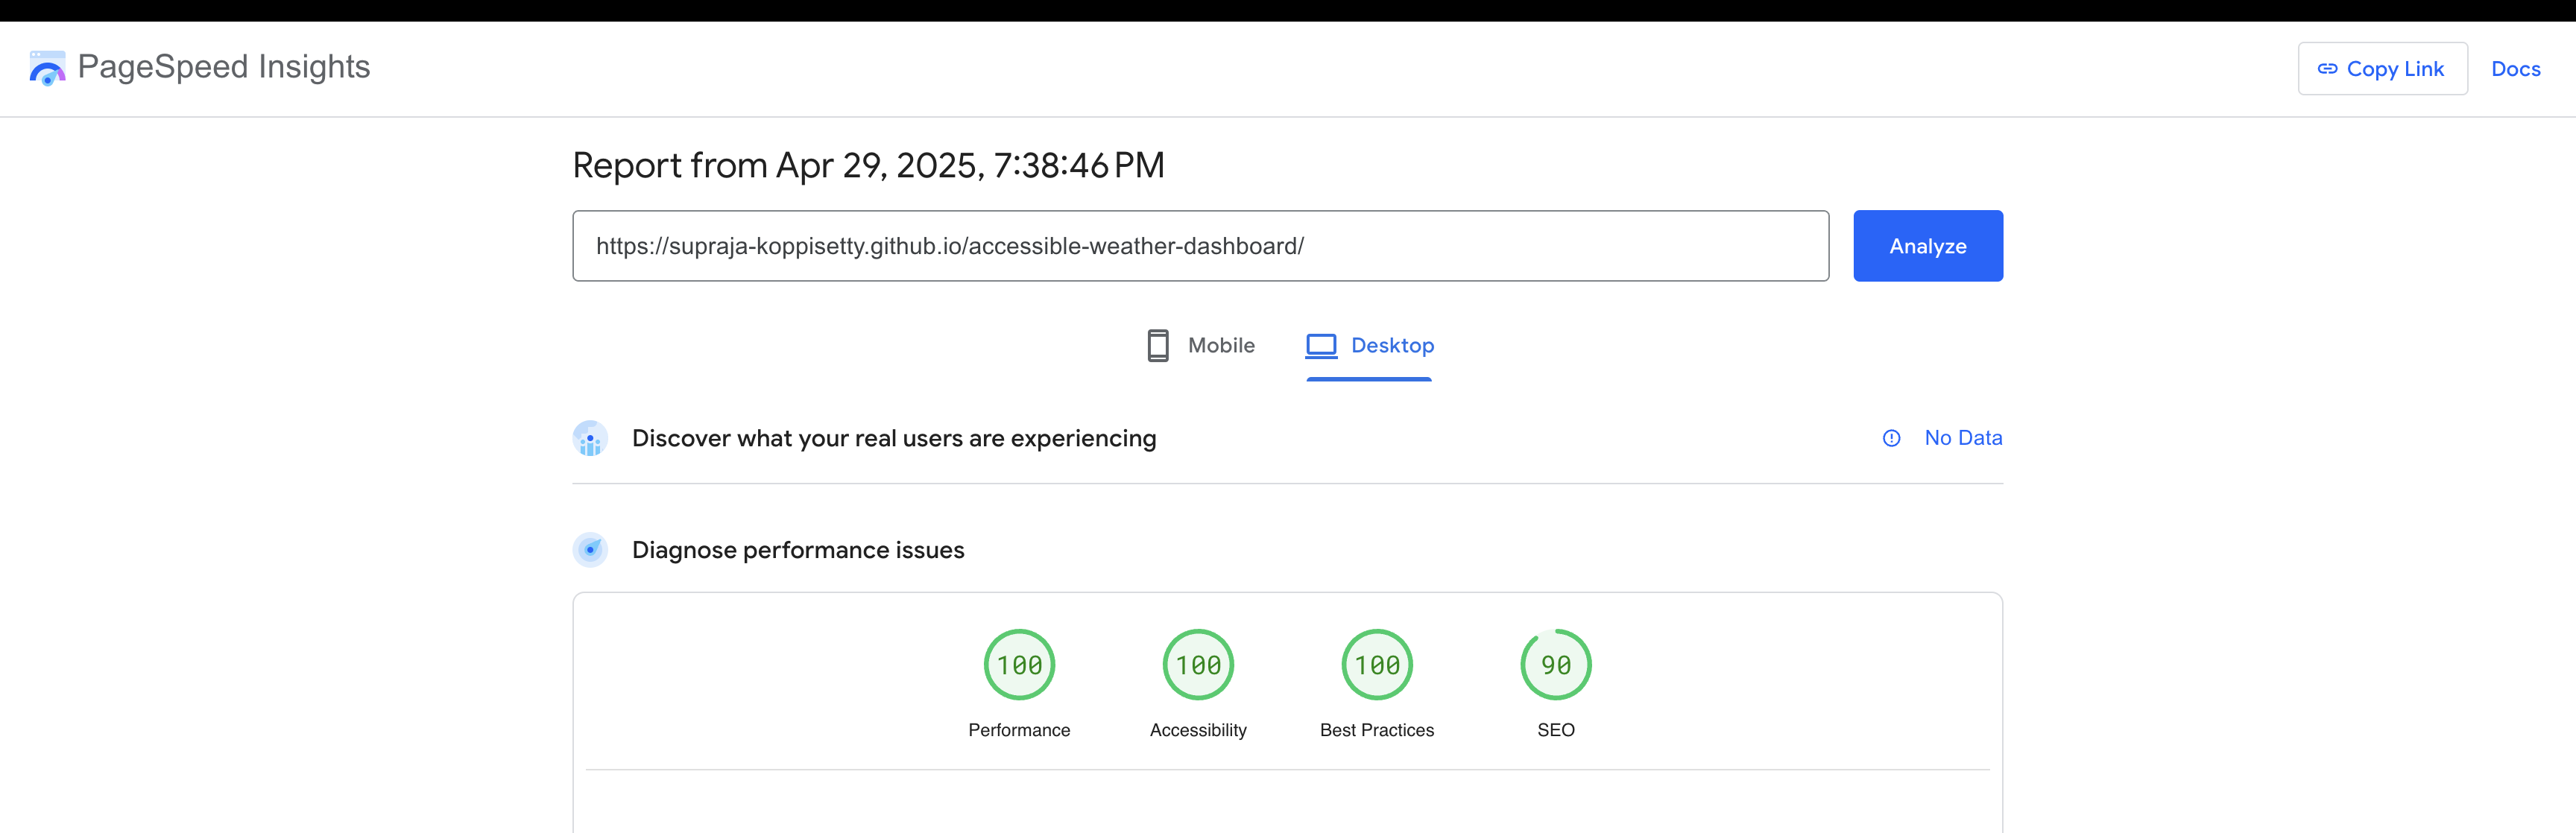 PageSpeed Insights
Copy Link
Docs
Report from Apr 29, 2025, 7:38:46 PM
https://supraja-koppisetty.github.io/accessible-weather-dashboard/
Analyze
Mobile
Desktop
Discover what your real users are experiencing
No Data
Diagnose performance issues
100
Performance
100
Accessibility
100
Best Practices
90
SEO